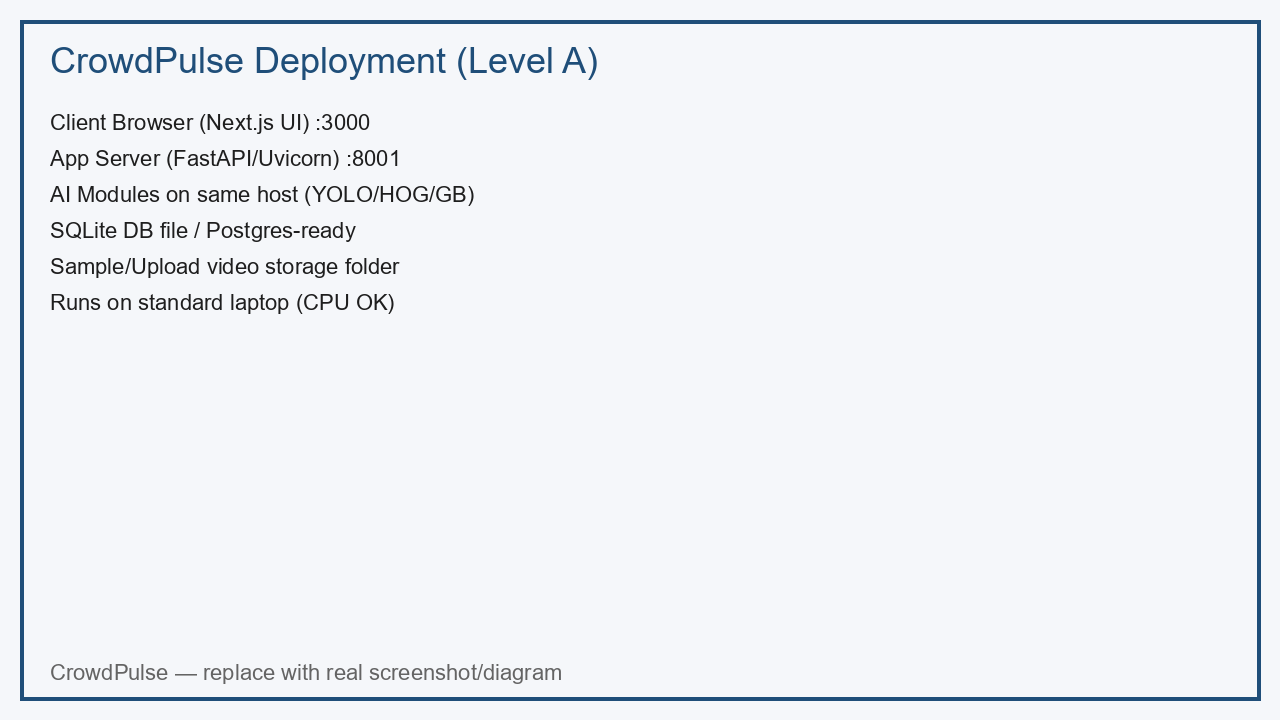 CrowdPulse Deployment (Level A)
Client Browser (Next.js UI) :3000
App Server (FastAPI/Uvicorn) :8001
AI Modules on same host (YOLO/HOG/GB)
SQLite DB file / Postgres-ready
Sample/Upload video storage folder
Runs on standard laptop (CPU OK)
CrowdPulse — replace with real screenshot/diagram